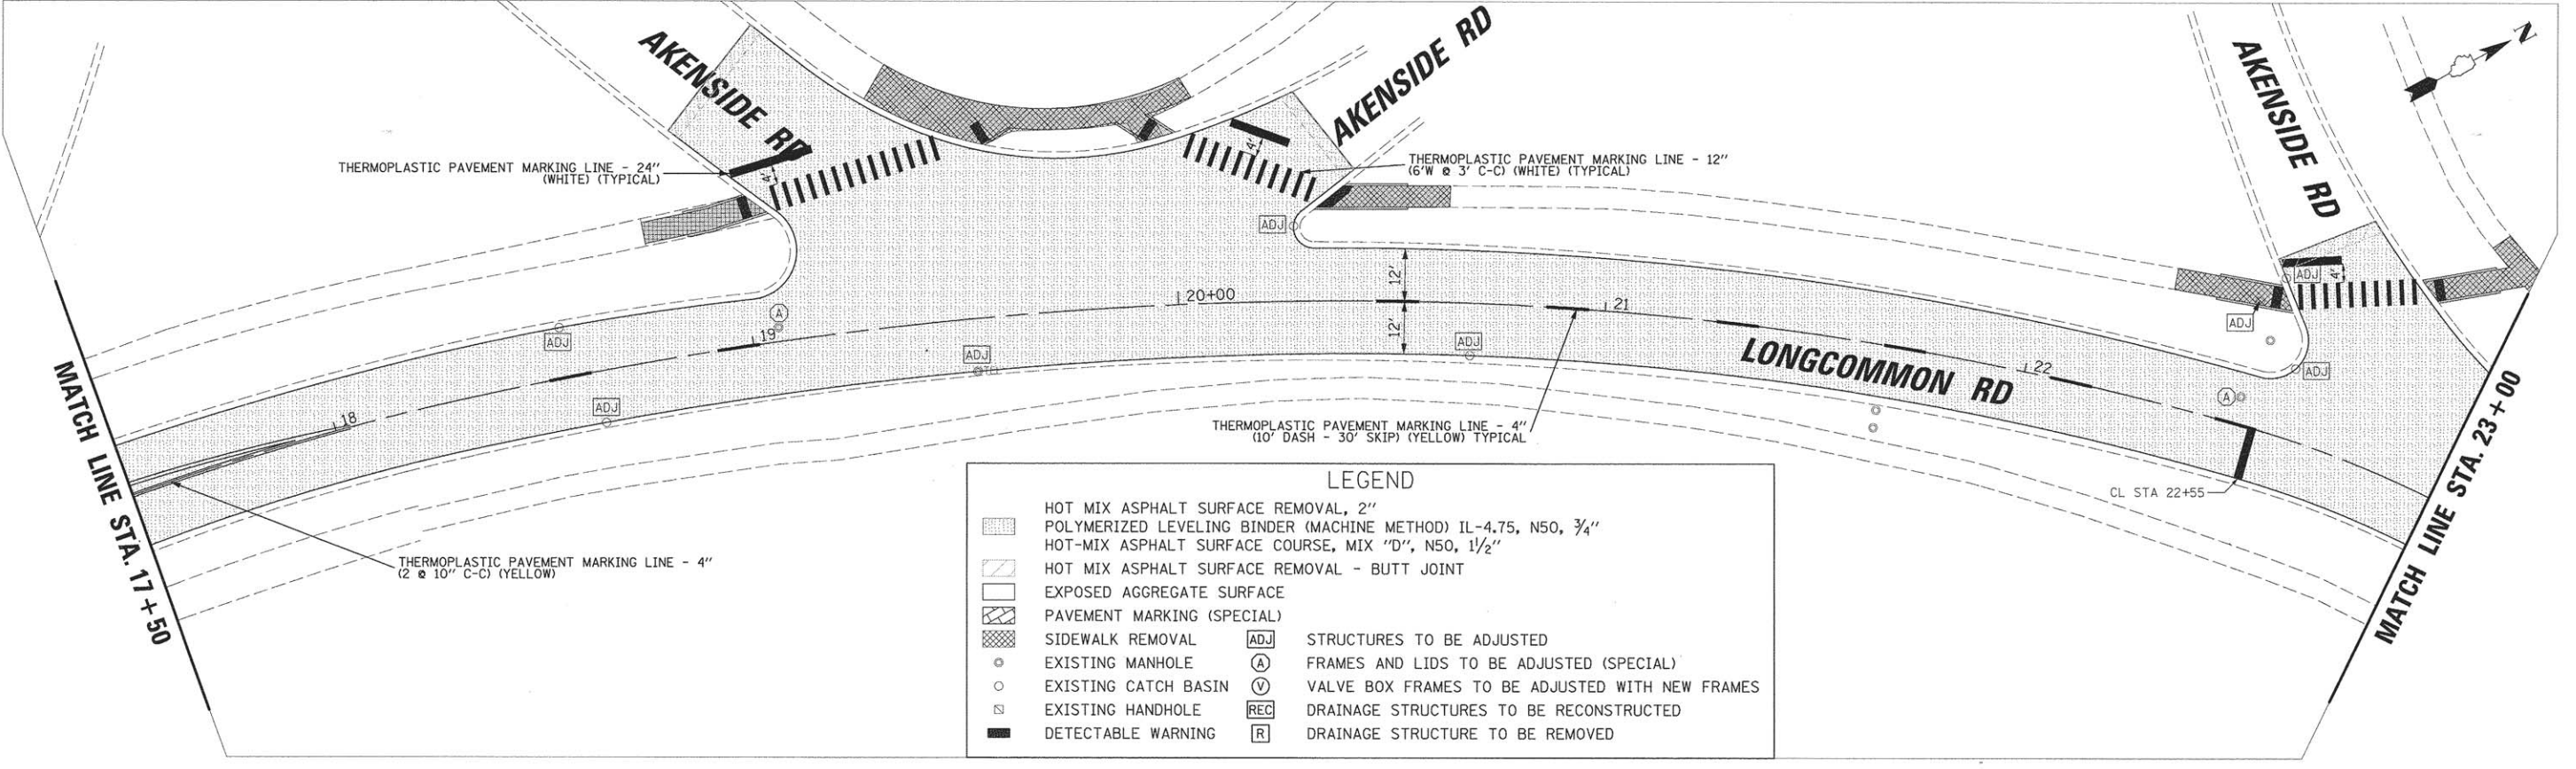 AKENSIDE RD
AKENSIDE RD
AKENSIDE RD
N
THERMOPLASTIC PAVEMENT MARKING LINE - 24"
(WHITE) (TYPICAL)
4'
4'
THERMOPLASTIC PAVEMENT MARKING LINE - 12"
(6'W @ 3' C-C) (WHITE) (TYPICAL)
ADJ
ADJ
4'
ADJ
12'
12'
20+00
21
A
19
ADJ
ADJ
ADJ
LONGCOMMON RD
22
ADJ
A
MATCH LINE STA. 17+50
18
ADJ
THERMOPLASTIC PAVEMENT MARKING LINE - 4"
(10' DASH - 30' SKIP) (YELLOW) TYPICAL
CL STA 22+55
MATCH LINE STA. 23+00
THERMOPLASTIC PAVEMENT MARKING LINE - 4"
(2 @ 10" C-C) (YELLOW)
LEGEND
HOT MIX ASPHALT SURFACE REMOVAL, 2"
POLYMERIZED LEVELING BINDER (MACHINE METHOD) IL-4.75, N50, 3/4"
HOT-MIX ASPHALT SURFACE COURSE, MIX "D", N50, 1 1/2"
HOT MIX ASPHALT SURFACE REMOVAL - BUTT JOINT
EXPOSED AGGREGATE SURFACE
PAVEMENT MARKING (SPECIAL)
SIDEWALK REMOVAL ADJ STRUCTURES TO BE ADJUSTED
EXISTING MANHOLE A FRAMES AND LIDS TO BE ADJUSTED (SPECIAL)
EXISTING CATCH BASIN V VALVE BOX FRAMES TO BE ADJUSTED WITH NEW FRAMES
EXISTING HANDHOLE REC DRAINAGE STRUCTURES TO BE RECONSTRUCTED
DETECTABLE WARNING R DRAINAGE STRUCTURE TO BE REMOVED